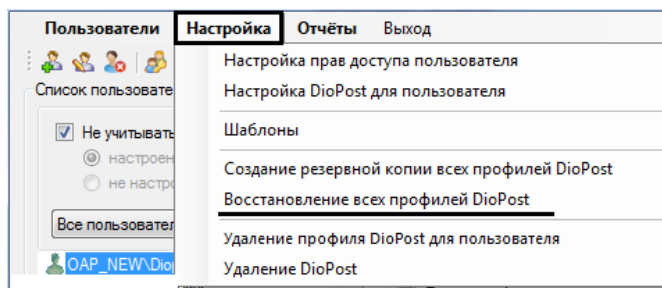 Пользователи Настройка Отчёты Выход
Настройка прав доступа пользователя
Список пользовате
Настройка DioPost для пользователя
Не учитывать
Шаблоны
настроен
Создание резервной копии всех профилей DioPost
не настро
Восстановление всех профилей DioPost
Все пользовател
Удаление профиля DioPost для пользователя
OAP_NEW\Dio
Удаление DioPost